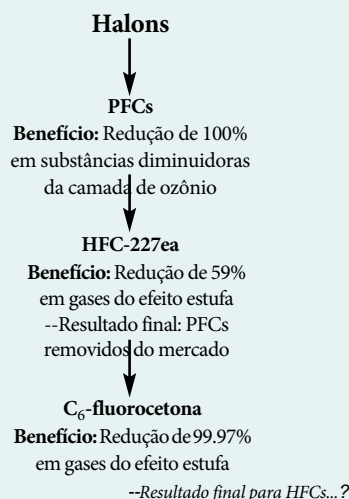 Halons
PFCs
Benefício: Redução de 100%
em substâncias diminuidoras
da camada de ozônio
HFC-227ea
Benefício: Redução de 59%
em gases do efeito estufa
--Resultado final: PFCs
removidos do mercado
C₆-fluorocetona
Benefício: Redução de 99.97%
em gases do efeito estufa
--Resultado final para HFCs...?